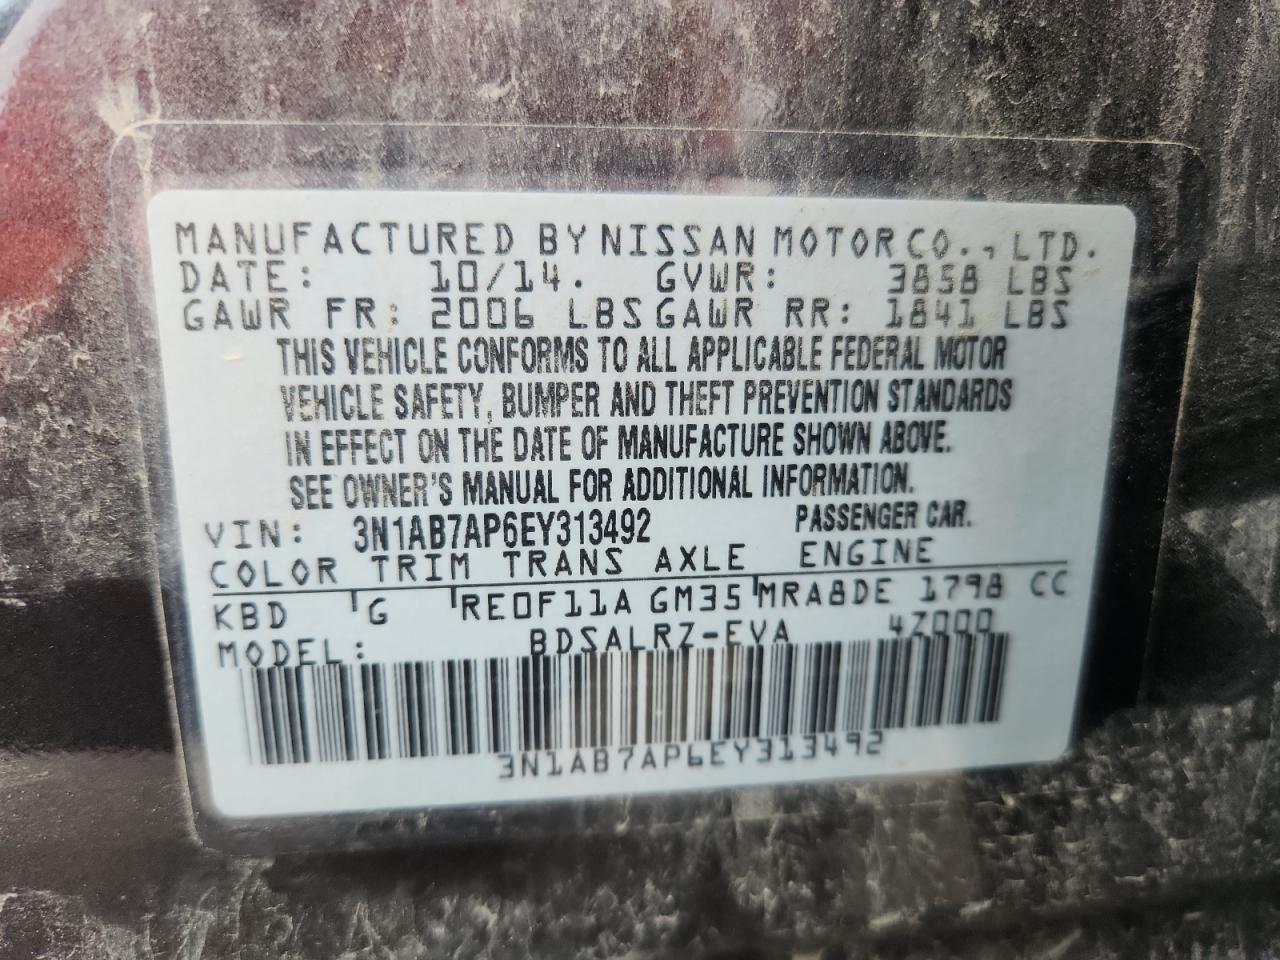 MANUFACTURED BY NISSAN MOTOR CO., LTD.
DATE: 10/14. GVWR: 3858 LBS
GAWR FR: 2006 LBS GAWR RR: 1841 LBS
THIS VEHICLE CONFORMS TO ALL APPLICABLE FEDERAL MOTOR
VEHICLE SAFETY, BUMPER AND THEFT PREVENTION STANDARDS
IN EFFECT ON THE DATE OF MANUFACTURE SHOWN ABOVE.
SEE OWNER'S MANUAL FOR ADDITIONAL INFORMATION.
VIN: 3N1AB7AP6EY313492 PASSENGER CAR.
COLOR TRIM TRANS AXLE ENGINE
KBD G RE0F11A GM35 MRA8DE 1798 CC
MODEL: BDSALRZ-EVA 4Z000
3N1AB7AP6EY313492